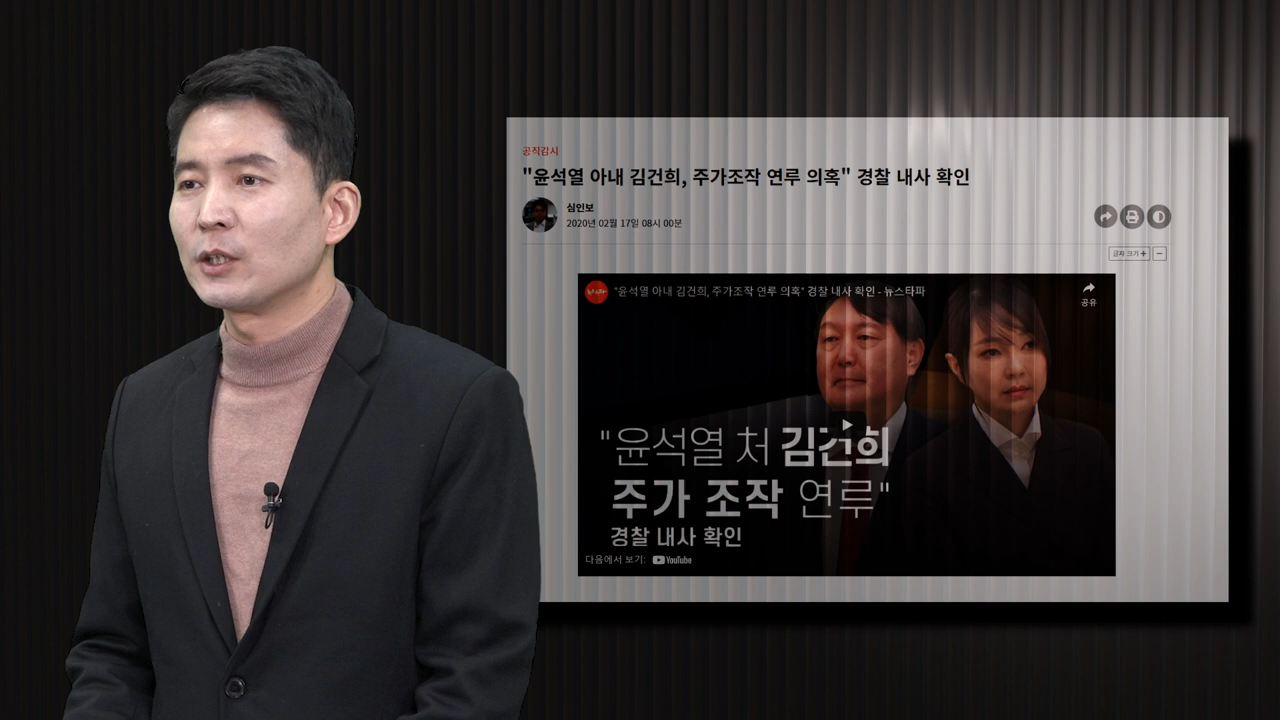 공직감시
"윤석열 아내 김건희, 주가조작 연루 의혹" 경찰 내사 확인
심인보
2020년 02월 17일 08시 00분
글자 크기 + −
뉴스타파 "윤석열 아내 김건희, 주가조작 연루 의혹" 경찰 내사 확인 - 뉴스타파
공유
"윤석열 처 김건희
주가 조작 연루"
경찰 내사 확인
다음에서 보기: YouTube